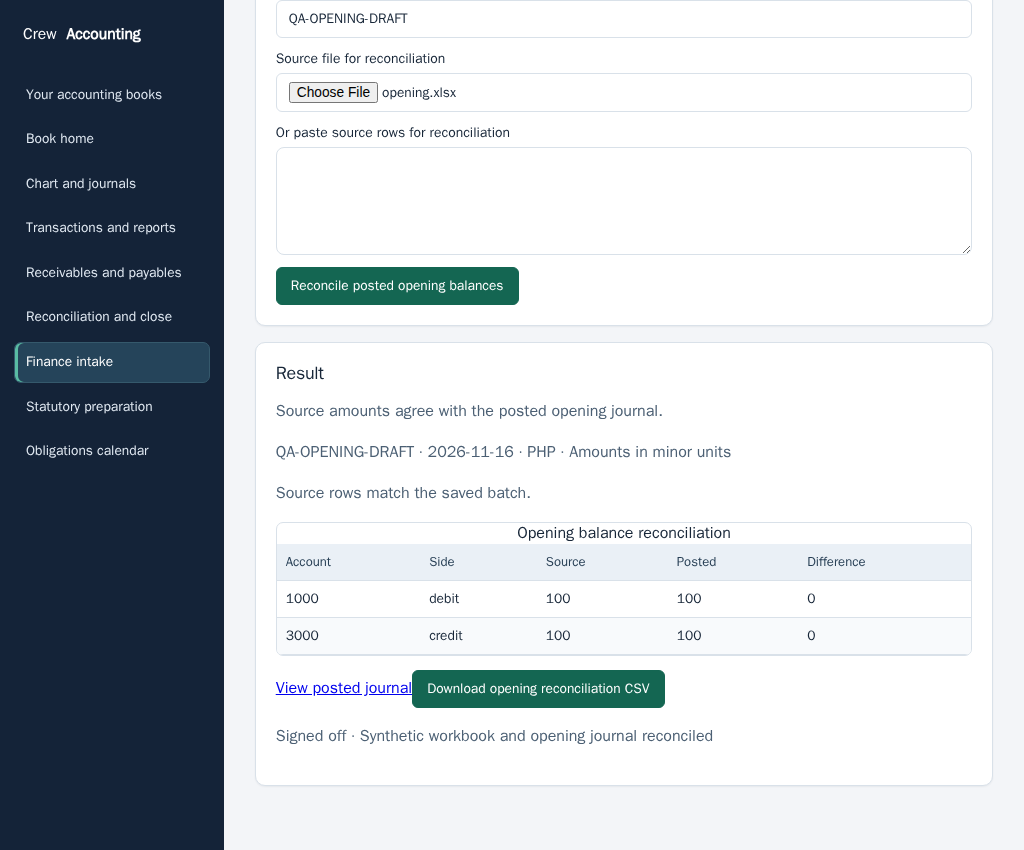 Crew Accounting
Your accounting books
Book home
Chart and journals
Transactions and reports
Receivables and payables
Reconciliation and close
Finance intake
Statutory preparation
Obligations calendar
QA-OPENING-DRAFT
Source file for reconciliation
Choose File opening.xlsx
Or paste source rows for reconciliation
Reconcile posted opening balances
Result
Source amounts agree with the posted opening journal.
QA-OPENING-DRAFT · 2026-11-16 · PHP · Amounts in minor units
Source rows match the saved batch.
Opening balance reconciliation
Account Side Source Posted Difference
1000 debit 100 100 0
3000 credit 100 100 0
View posted journal Download opening reconciliation CSV
Signed off · Synthetic workbook and opening journal reconciled